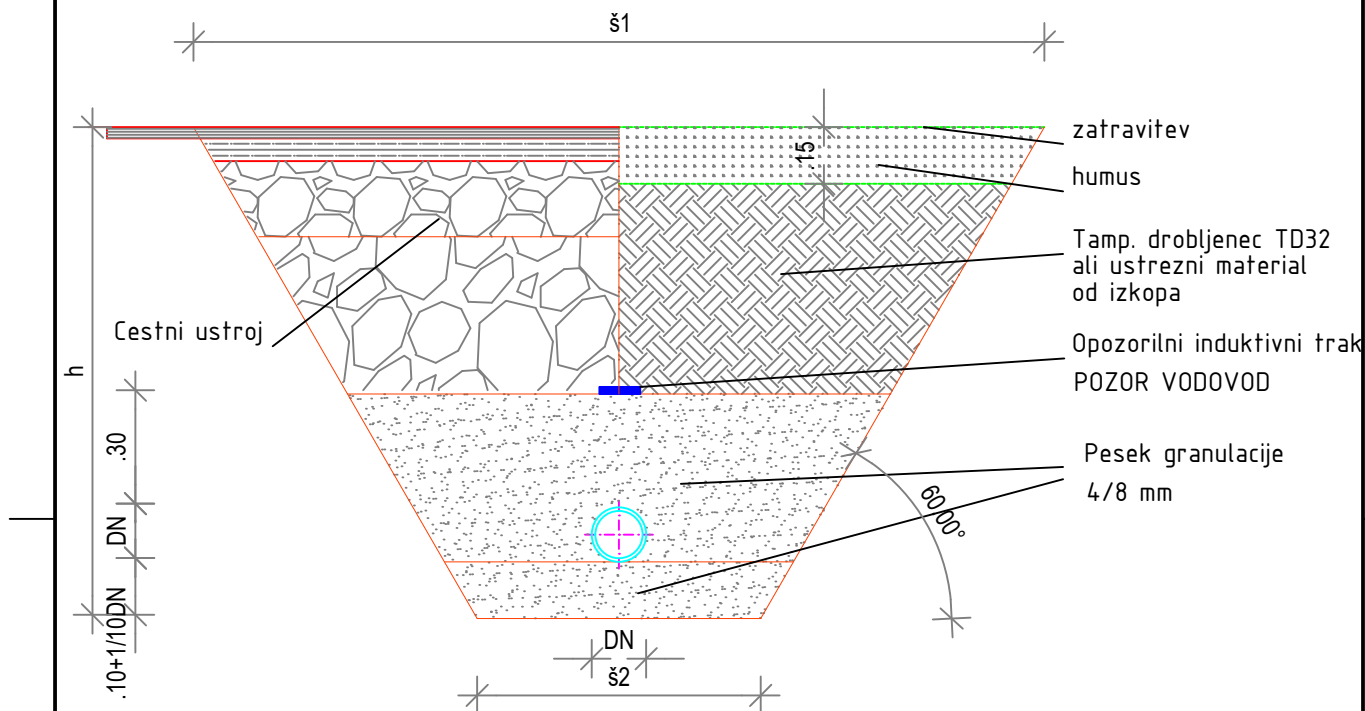 š1
.15
zatravitev
humus
Tamp. drobljenec TD32
ali ustrezni material
od izkopa
Cestni ustroj
Opozorilni induktivni trak
POZOR VODOVOD
h
.30
Pesek granulacije
4/8 mm
DN
60.00°
.10+1/10DN
DN
š2